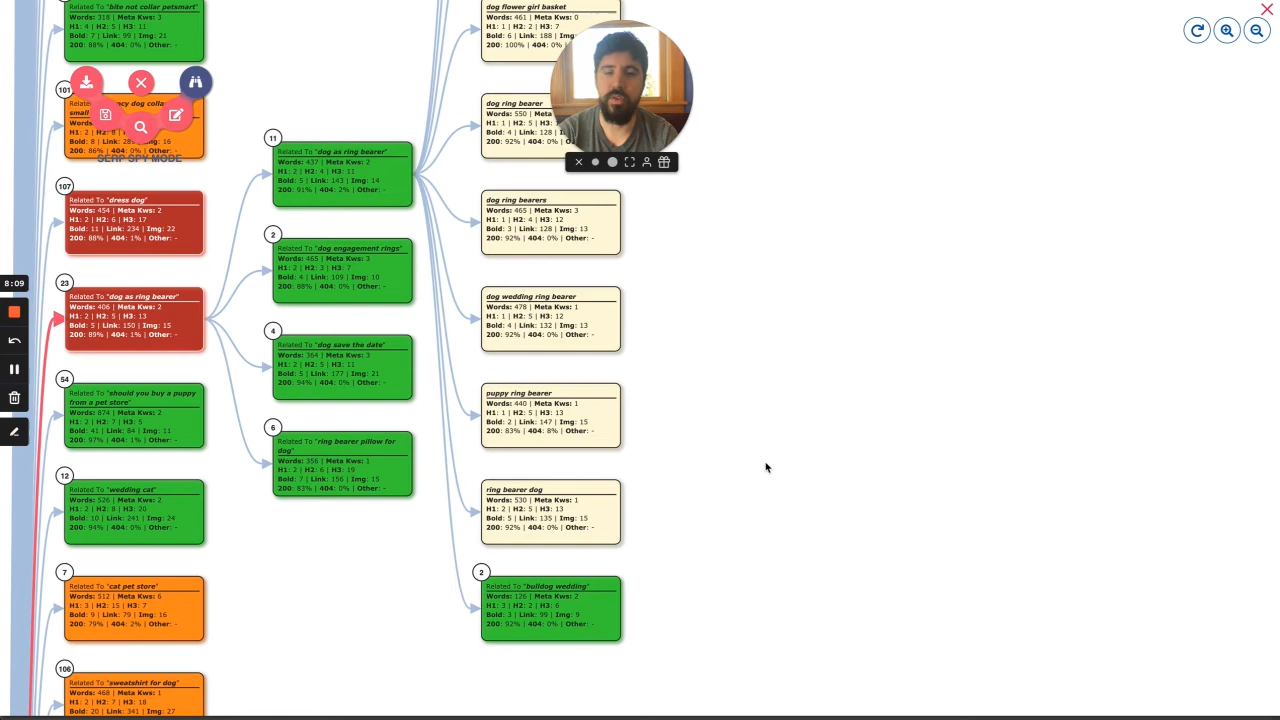 Related To "bite not collar petsmart"
Words: 318 | Meta Kws: 3
H1: 4 | H2: 5 | H3: 11
Bold: 7 | Link: 99 | Img: 21
200: 88% | 404: 0% | Other: -
101
dog colla
small
Words
H1: 2 | H2: 8 |
Bold: 8 | Link: | Img: 16
200: 86% | 404: 0% | Other: -
SERP SPY MODE
107
Related To "dress dog"
Words: 454 | Meta Kws: 2
H1: 2 | H2: 6 | H3: 17
Bold: 11 | Link: 234 | Img: 22
200: 88% | 404: 1% | Other: -
8:09
23
Related To "dog as ring bearer"
Words: 406 | Meta Kws: 2
H1: 2 | H2: 5 | H3: 13
Bold: 5 | Link: 150 | Img: 15
200: 89% | 404: 1% | Other: -
54
Related To "should you buy a puppy
from a pet store"
Words: 874 | Meta Kws: 2
H1: 2 | H2: 7 | H3: 5
Bold: 41 | Link: 84 | Img: 11
200: 97% | 404: 1% | Other: -
12
Related To "wedding cat"
Words: 526 | Meta Kws: 2
H1: 2 | H2: 8 | H3: 20
Bold: 10 | Link: 241 | Img: 24
200: 94% | 404: 0% | Other: -
7
Related To "cat pet store"
Words: 512 | Meta Kws: 6
H1: 3 | H2: 15 | H3: 7
Bold: 9 | Link: 79 | Img: 16
200: 79% | 404: 2% | Other: -
106
Related To "sweatshirt for dog"
Words: 468 | Meta Kws: 1
H1: 2 | H2: 7 | H3: 18
Bold: 20 | Link: 341 | Img: 27
11
Related To "dog as ring bearer"
Words: 437 | Meta Kws: 2
H1: 2 | H2: 4 | H3: 11
Bold: 5 | Link: 143 | Img: 14
200: 91% | 404: 2% | Other: -
2
Related To "dog engagement rings"
Words: 465 | Meta Kws: 3
H1: 2 | H2: 3 | H3: 7
Bold: 4 | Link: 109 | Img: 10
200: 88% | 404: 0% | Other: -
4
Related To "dog save the date"
Words: 364 | Meta Kws: 3
H1: 2 | H2: 5 | H3: 11
Bold: 5 | Link: 177 | Img: 21
200: 94% | 404: 0% | Other: -
6
Related To "ring bearer pillow for
dog"
Words: 356 | Meta Kws: 1
H1: 2 | H2: 6 | H3: 19
Bold: 7 | Link: 156 | Img: 15
200: 83% | 404: 0% | Other: -
dog flower girl basket
Words: 461 | Meta Kws: 0
H1: 1 | H2: 2 | H3: 7
Bold: 6 | Link: 188 | Im
200: 100% | 404: 0% |
dog ring bearer
Words: 550 | Meta
H1: 1 | H2: 5 |
Bold: 4 | Link: 128 |
200: 92% | 404: 0% |
dog ring bearers
Words: 465 | Meta Kws: 3
H1: 1 | H2: 4 | H3: 12
Bold: 3 | Link: 128 | Img: 13
200: 92% | 404: 0% | Other: -
dog wedding ring bearer
Words: 478 | Meta Kws: 1
H1: 1 | H2: 5 | H3: 12
Bold: 4 | Link: 132 | Img: 13
200: 92% | 404: 0% | Other: -
puppy ring bearer
Words: 440 | Meta Kws: 1
H1: 1 | H2: 5 | H3: 13
Bold: 2 | Link: 147 | Img: 15
200: 83% | 404: 8% | Other: -
ring bearer dog
Words: 530 | Meta Kws: 1
H1: 2 | H2: 5 | H3: 13
Bold: 5 | Link: 135 | Img: 15
200: 92% | 404: 0% | Other: -
2
Related To "bulldog wedding"
Words: 126 | Meta Kws: 2
H1: 3 | H2: 2 | H3: 6
Bold: 3 | Link: 99 | Img: 9
200: 92% | 404: 0% | Other: -